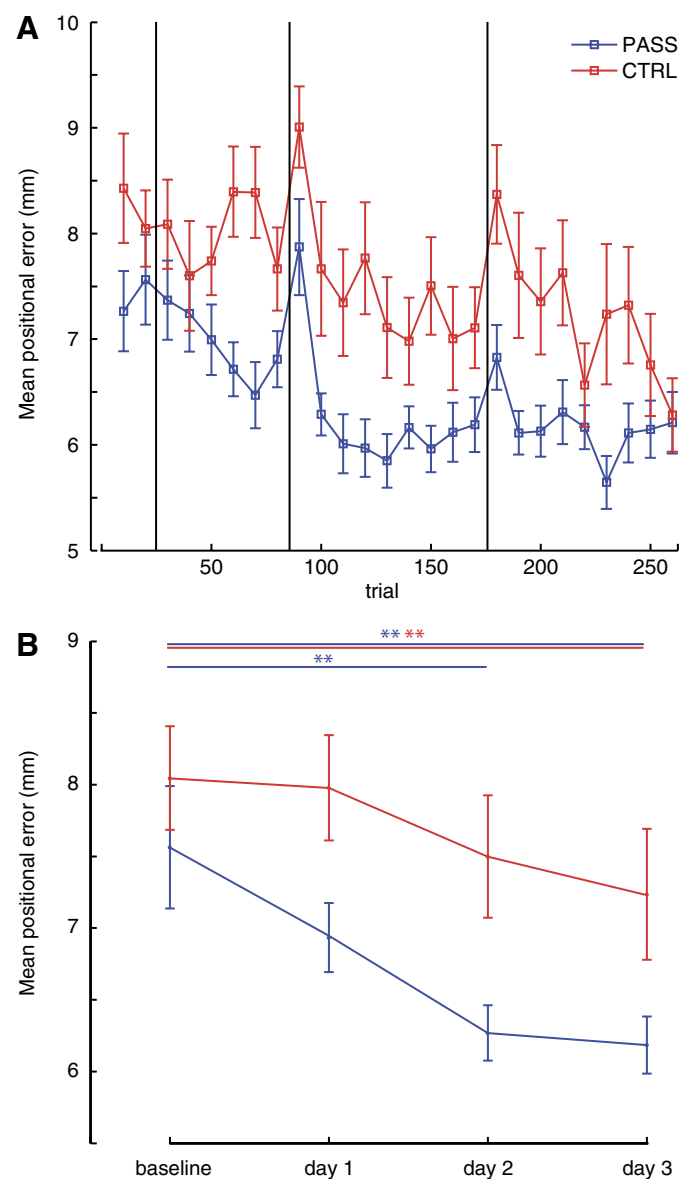 A
10
PASS
CTRL
9
8
7
6
5
Mean positional error (mm)
50 100 150 200 250
trial
B
9
** **
**
8
7
6
Mean positional error (mm)
baseline day 1 day 2 day 3